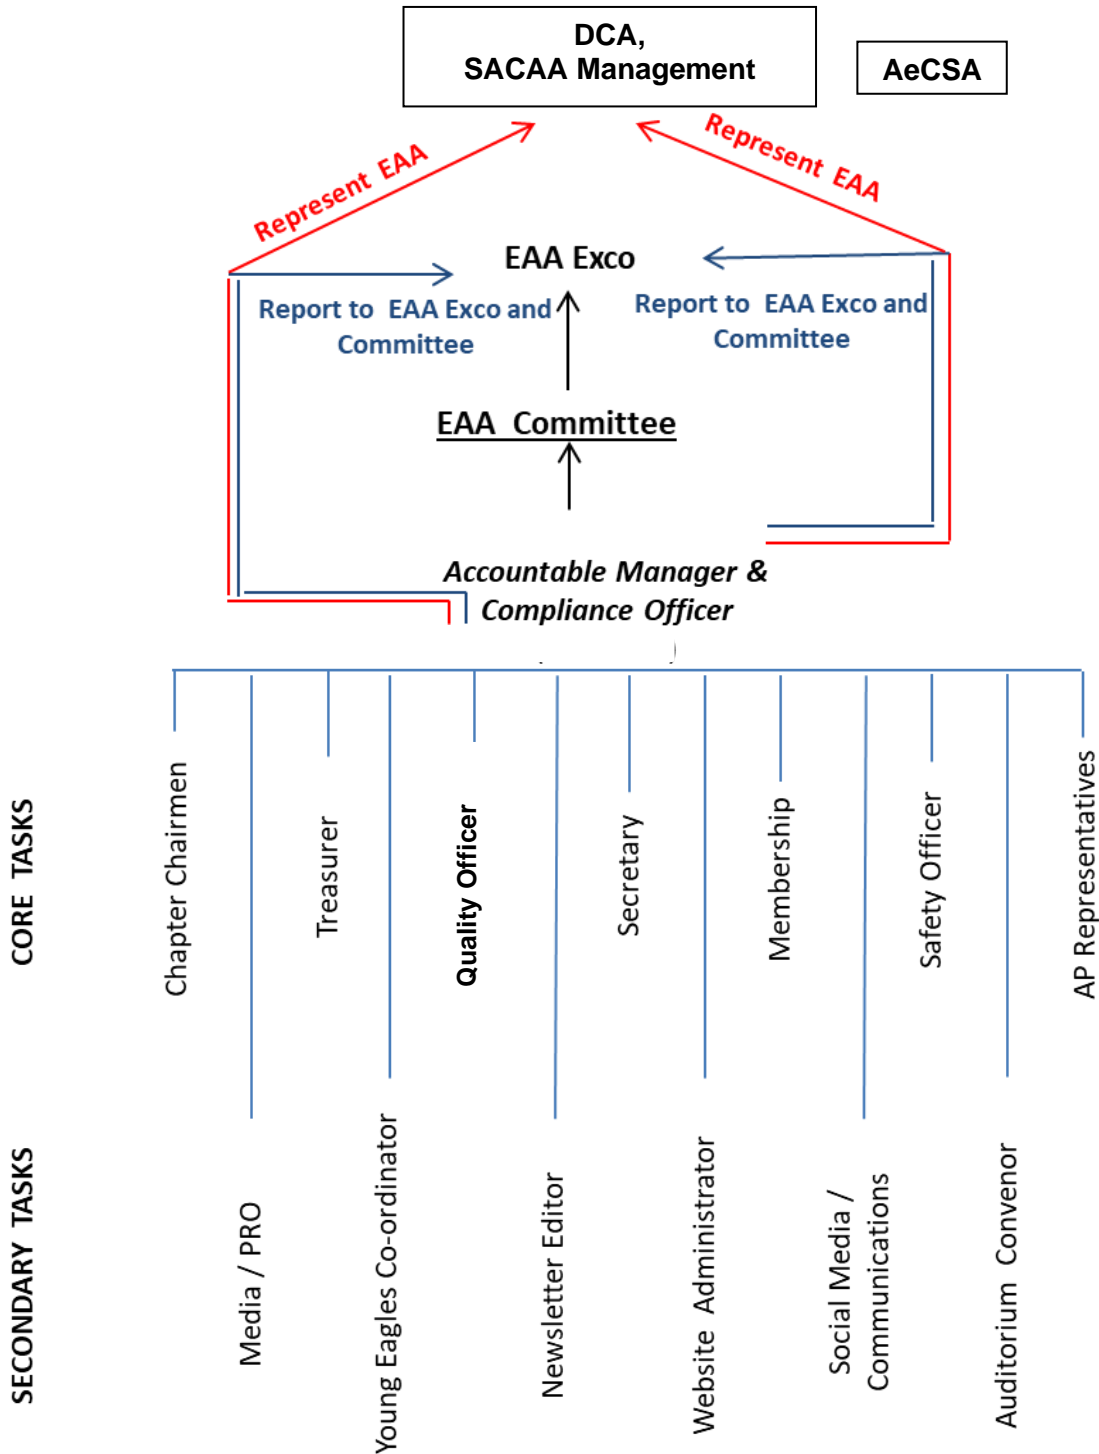 DCA,
SACAA Management
AeCSA
Represent EAA
Represent EAA
EAA Exco
Report to EAA Exco and
Committee
Report to EAA Exco and
Committee
EAA Committee
Accountable Manager &
Compliance Officer
CORE TASKS
Chapter Chairmen
Treasurer
Quality Officer
Secretary
Membership
Safety Officer
AP Representatives
SECONDARY TASKS
Media / PRO
Young Eagles Co-ordinator
Newsletter Editor
Website Administrator
Social Media /
Communications
Auditorium Convenor